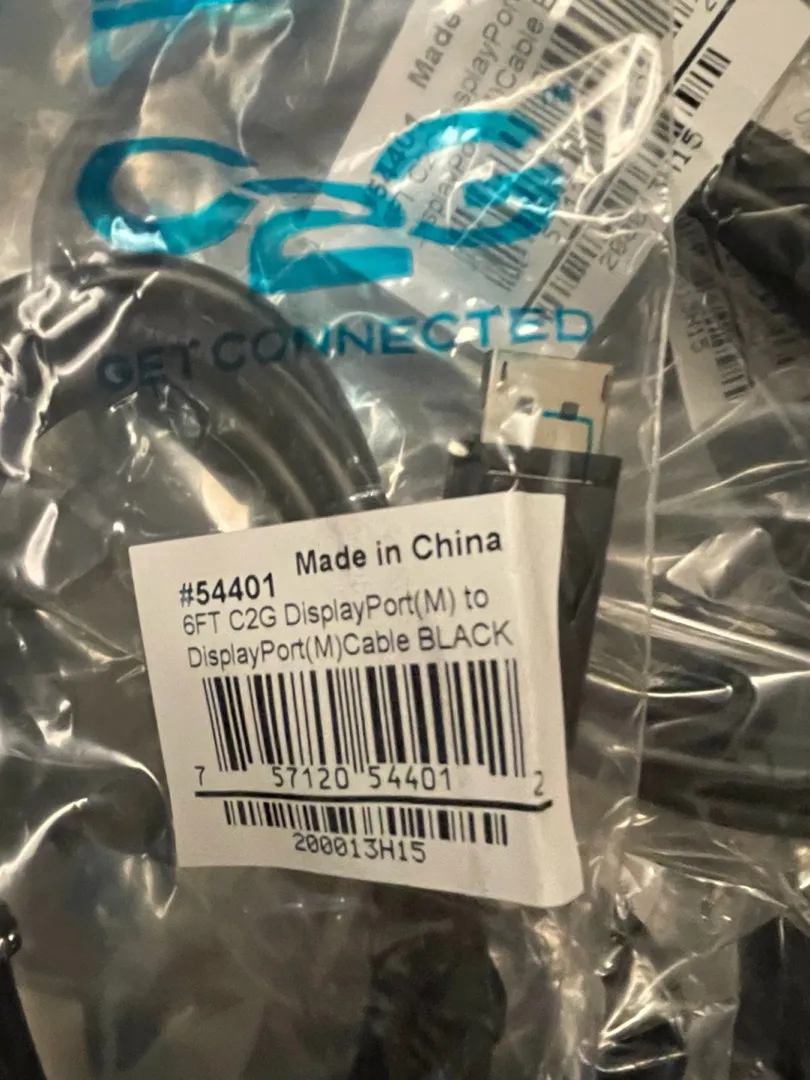 C2G
GET CONNECTED
Made
Made in China
#54401
6FT C2G DisplayPort(M) to
DisplayPort(M)Cable BLACK
7 57120 54401 2
200013H15